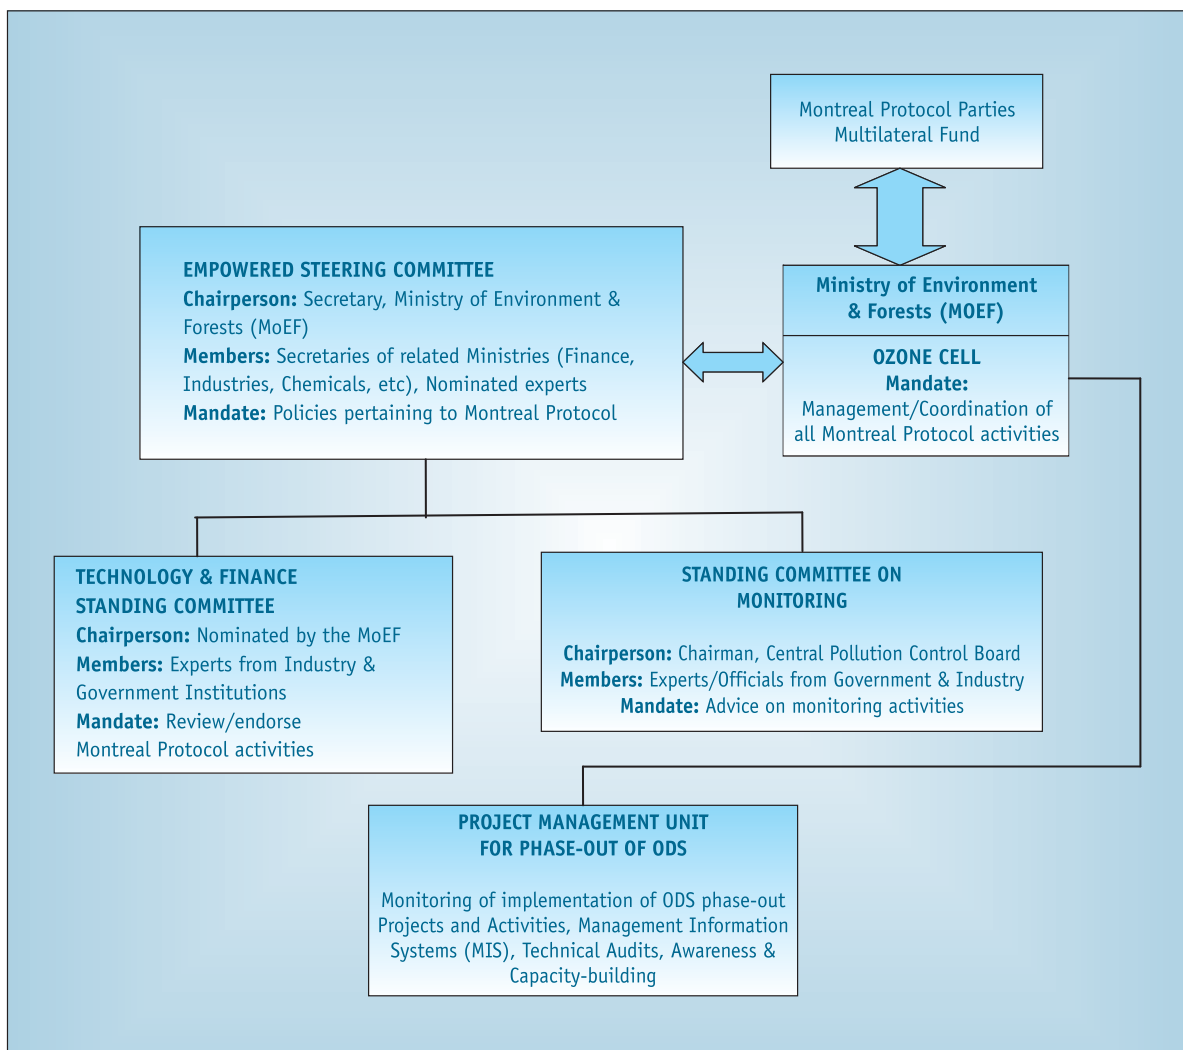 Montreal Protocol Parties
Multilateral Fund
EMPOWERED STEERING COMMITTEE
Chairperson: Secretary, Ministry of Environment &
Forests (MoEF)
Members: Secretaries of related Ministries (Finance,
Industries, Chemicals, etc), Nominated experts
Mandate: Policies pertaining to Montreal Protocol
Ministry of Environment
& Forests (MOEF)
OZONE CELL
Mandate:
Management/Coordination of
all Montreal Protocol activities
TECHNOLOGY & FINANCE
STANDING COMMITTEE
Chairperson: Nominated by the MoEF
Members: Experts from Industry &
Government Institutions
Mandate: Review/endorse
Montreal Protocol activities
STANDING COMMITTEE ON
MONITORING
Chairperson: Chairman, Central Pollution Control Board
Members: Experts/Officials from Government & Industry
Mandate: Advice on monitoring activities
PROJECT MANAGEMENT UNIT
FOR PHASE-OUT OF ODS
Monitoring of implementation of ODS phase-out
Projects and Activities, Management Information
Systems (MIS), Technical Audits, Awareness &
Capacity-building